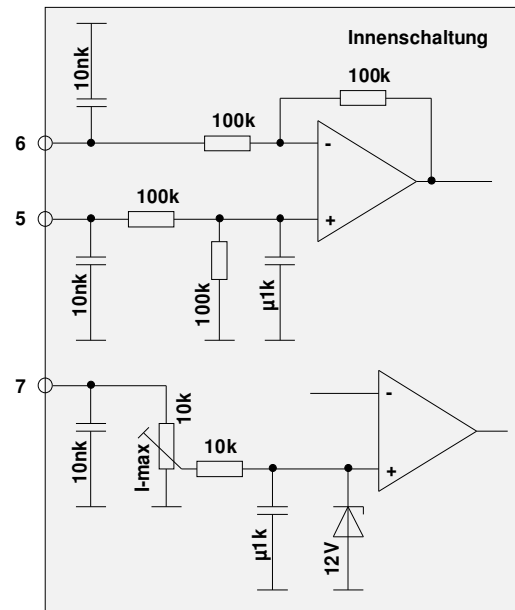 Innenschaltung
10nk
100k
6
100k
-
5
100k
+
10nk
100k
µ1k
7
10k
-
10nk
I-max
10k
+
µ1k
12V